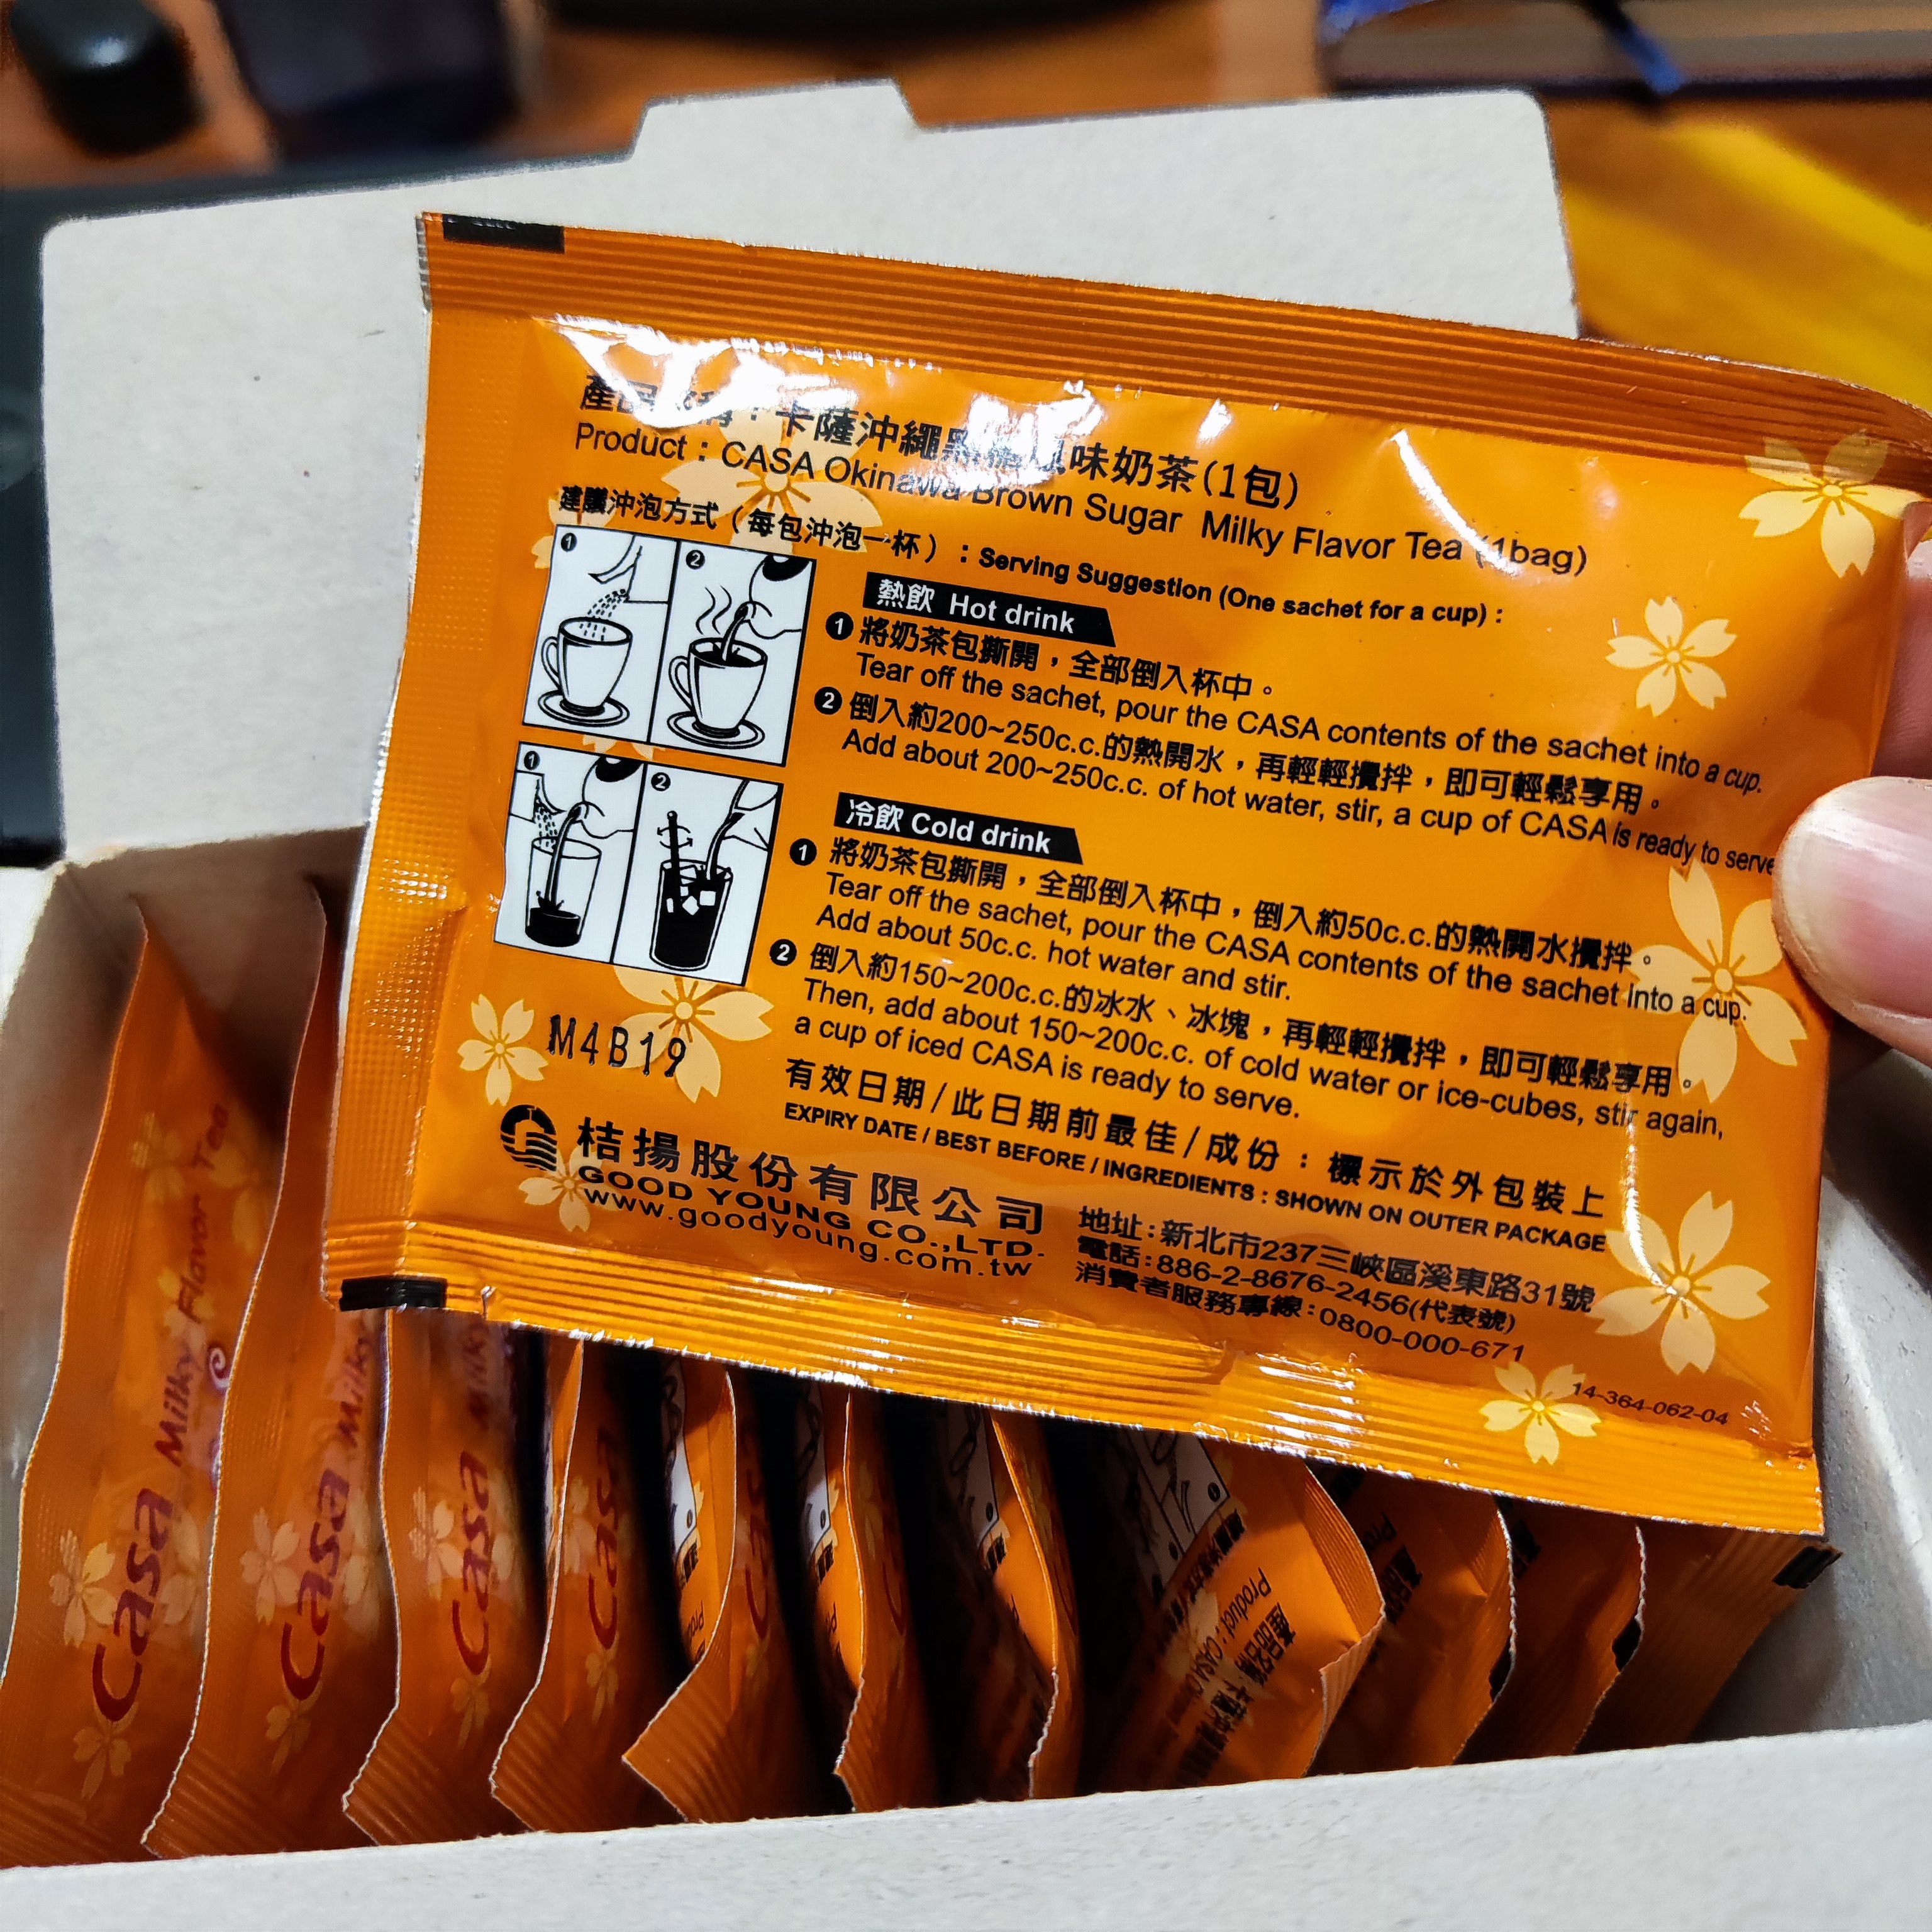 卡薩沖繩 味奶茶(1包)
Product : CASA Okinawa Brown Sugar Milky Flavor Tea (1bag)
建議沖泡方式 ( 每包沖泡一杯 ) : Serving Suggestion (One sachet for a cup) :
1 2
熱飲 Hot drink
1 將奶茶包撕開，全部倒入杯中。
Tear off the sachet, pour the CASA contents of the sachet into a cup.
2 倒入約200~250c.c.的熱開水，再輕輕攪拌，即可輕鬆享用。
Add about 200~250c.c. of hot water, stir, a cup of CASA is ready to serve
1 2
冷飲 Cold drink
1 將奶茶包撕開，全部倒入杯中，倒入約50c.c.的熱開水攪拌。
Tear off the sachet, pour the CASA contents of the sachet into a cup.
Add about 50c.c. hot water and stir.
2 倒入約150~200c.c.的冰水、冰塊，再輕輕攪拌，即可輕鬆享用。
Then, add about 150~200c.c. of cold water or ice-cubes, stir again,
a cup of iced CASA is ready to serve.
M4B19
有效日期/此日期前最佳/成份：標示於外包裝上
EXPIRY DATE / BEST BEFORE / INGREDIENTS : SHOWN ON OUTER PACKAGE
桔揚股份有限公司
GOOD YOUNG CO.,LTD.
www.goodyoung.com.tw
地址:新北市237三峽區溪東路31號
電話:886-2-8676-2456(代表號)
消費者服務專線:0800-000-671
14-364-062-04
Casa Milky Flavor Tea
Casa Milky
Casa Milky
Casa
Product : CASA